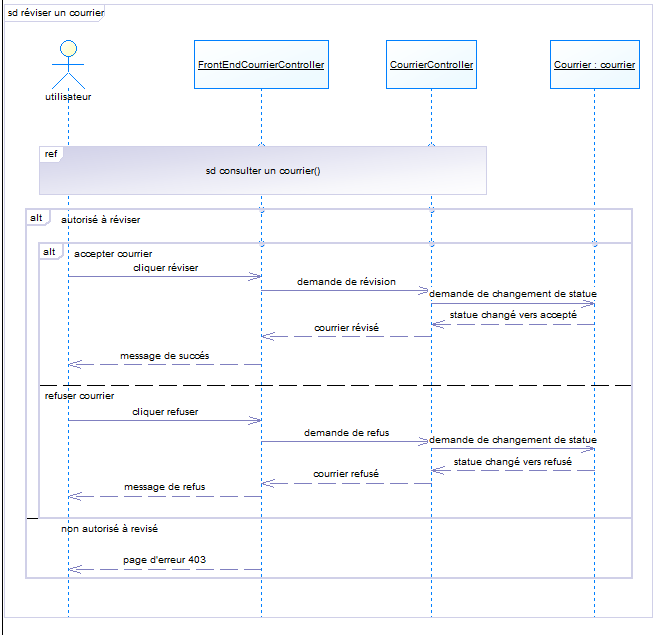 sd réviser un courrier
utilisateur
FrontEndCourrierController
CourrierController
Courrier : courrier
ref
sd consulter un courrier()
alt
autorisé à réviser
alt
accepter courrier
cliquer réviser
demande de révision
demande de changement de statue
statue changé vers accepté
courrier révisé
message de succés
refuser courrier
cliquer refuser
demande de refus
demande de changement de statue
statue changé vers refusé
courrier refusé
message de refus
non autorisé à revisé
page d'erreur 403